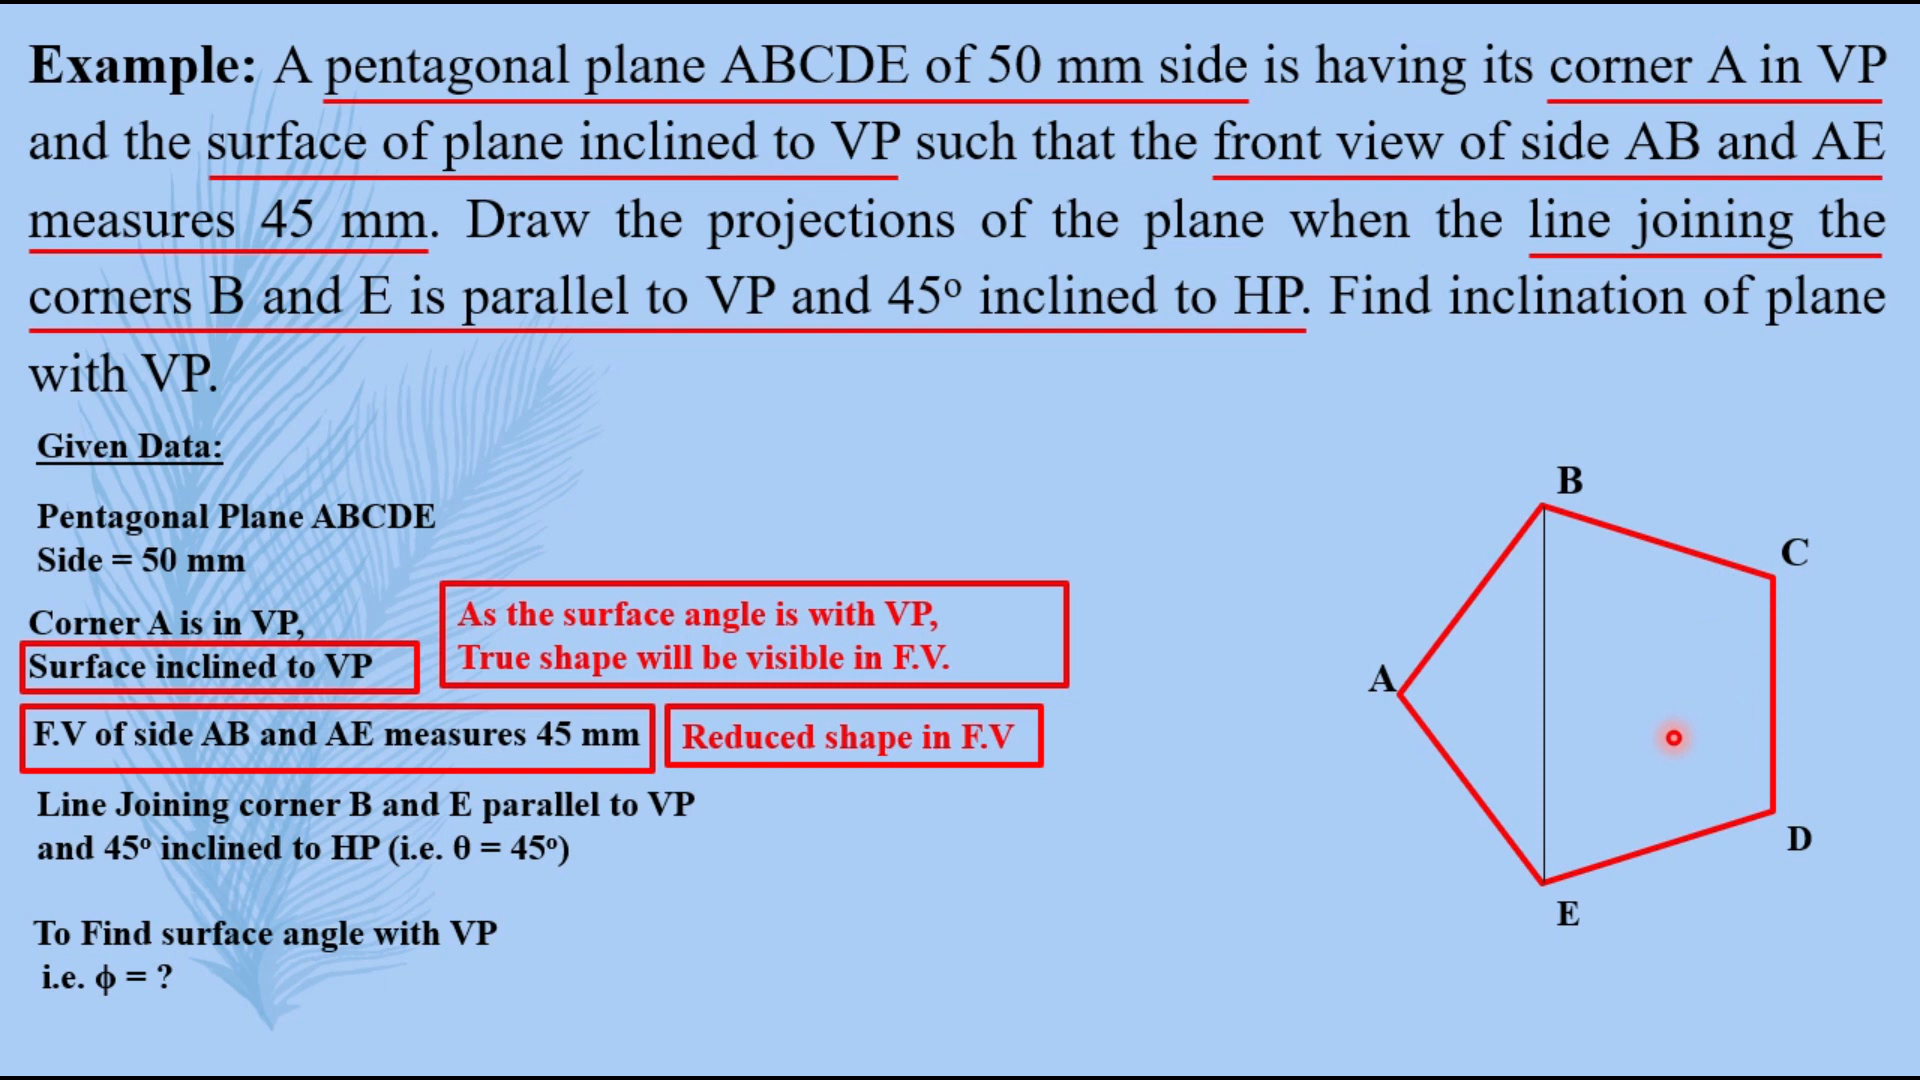 Example: A pentagonal plane ABCDE of 50 mm side is having its corner A in VP
and the surface of plane inclined to VP such that the front view of side AB and AE
measures 45 mm. Draw the projections of the plane when the line joining the
corners B and E is parallel to VP and 45º inclined to HP. Find inclination of plane
with VP.
Given Data:
Pentagonal Plane ABCDE
Side = 50 mm
Corner A is in VP,
Surface inclined to VP
As the surface angle is with VP,
True shape will be visible in F.V.
F.V of side AB and AE measures 45 mm
Reduced shape in F.V
Line Joining corner B and E parallel to VP
and 45º inclined to HP (i.e. θ = 45º)
To Find surface angle with VP
i.e. ϕ = ?
B
C
A
D
E